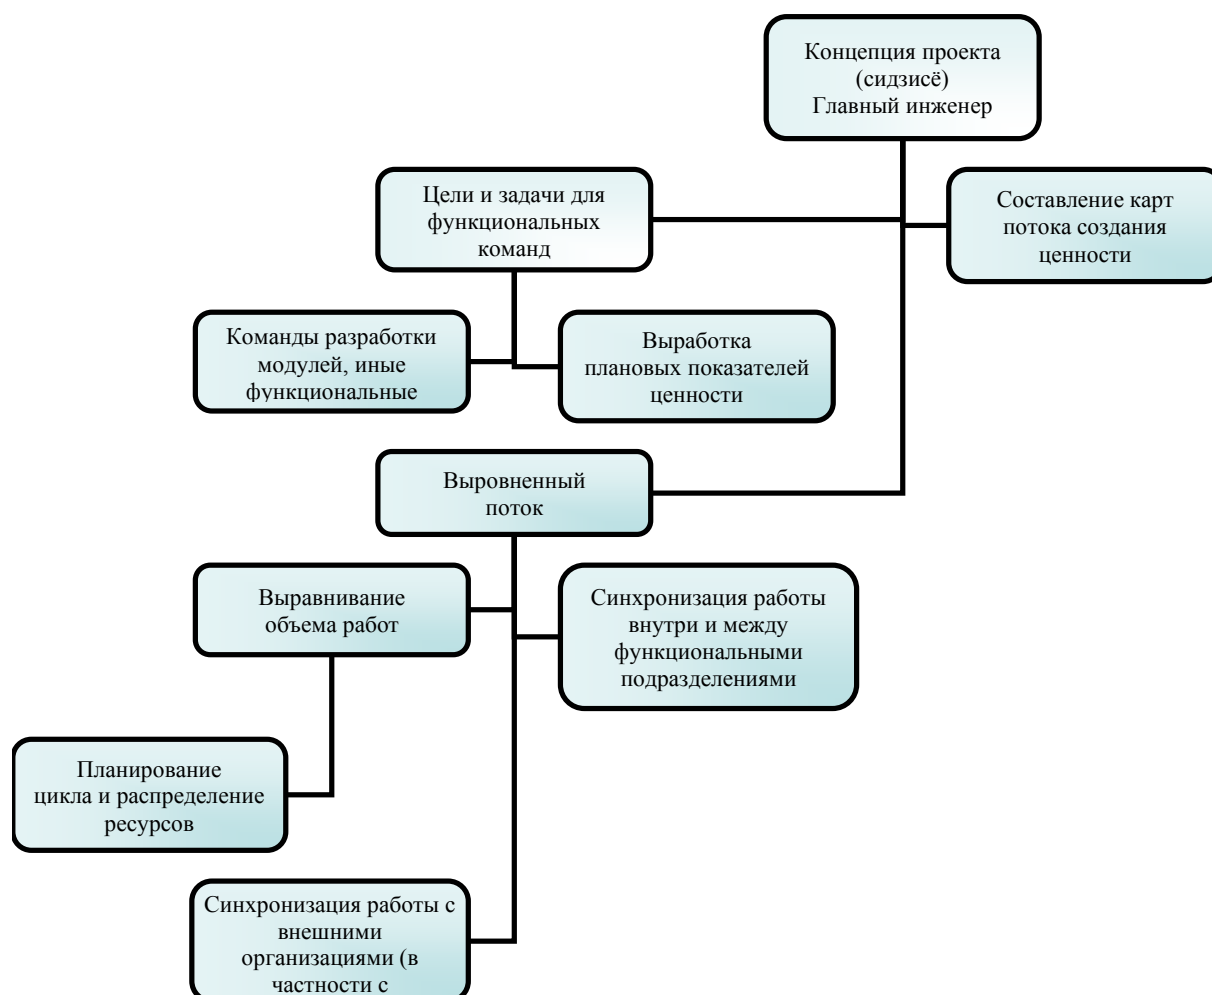 Концепция проекта
(сидзисё)
Главный инженер
Цели и задачи для
функциональных
команд
Составление карт
потока создания
ценности
Команды разработки
модулей, иные
функциональные
Выработка
плановых показателей
ценности
Выровненный
поток
Выравнивание
объема работ
Синхронизация работы
внутри и между
функциональными
подразделениями
Планирование
цикла и распределение
ресурсов
Синхронизация работы с
внешними
организациями (в
частности с